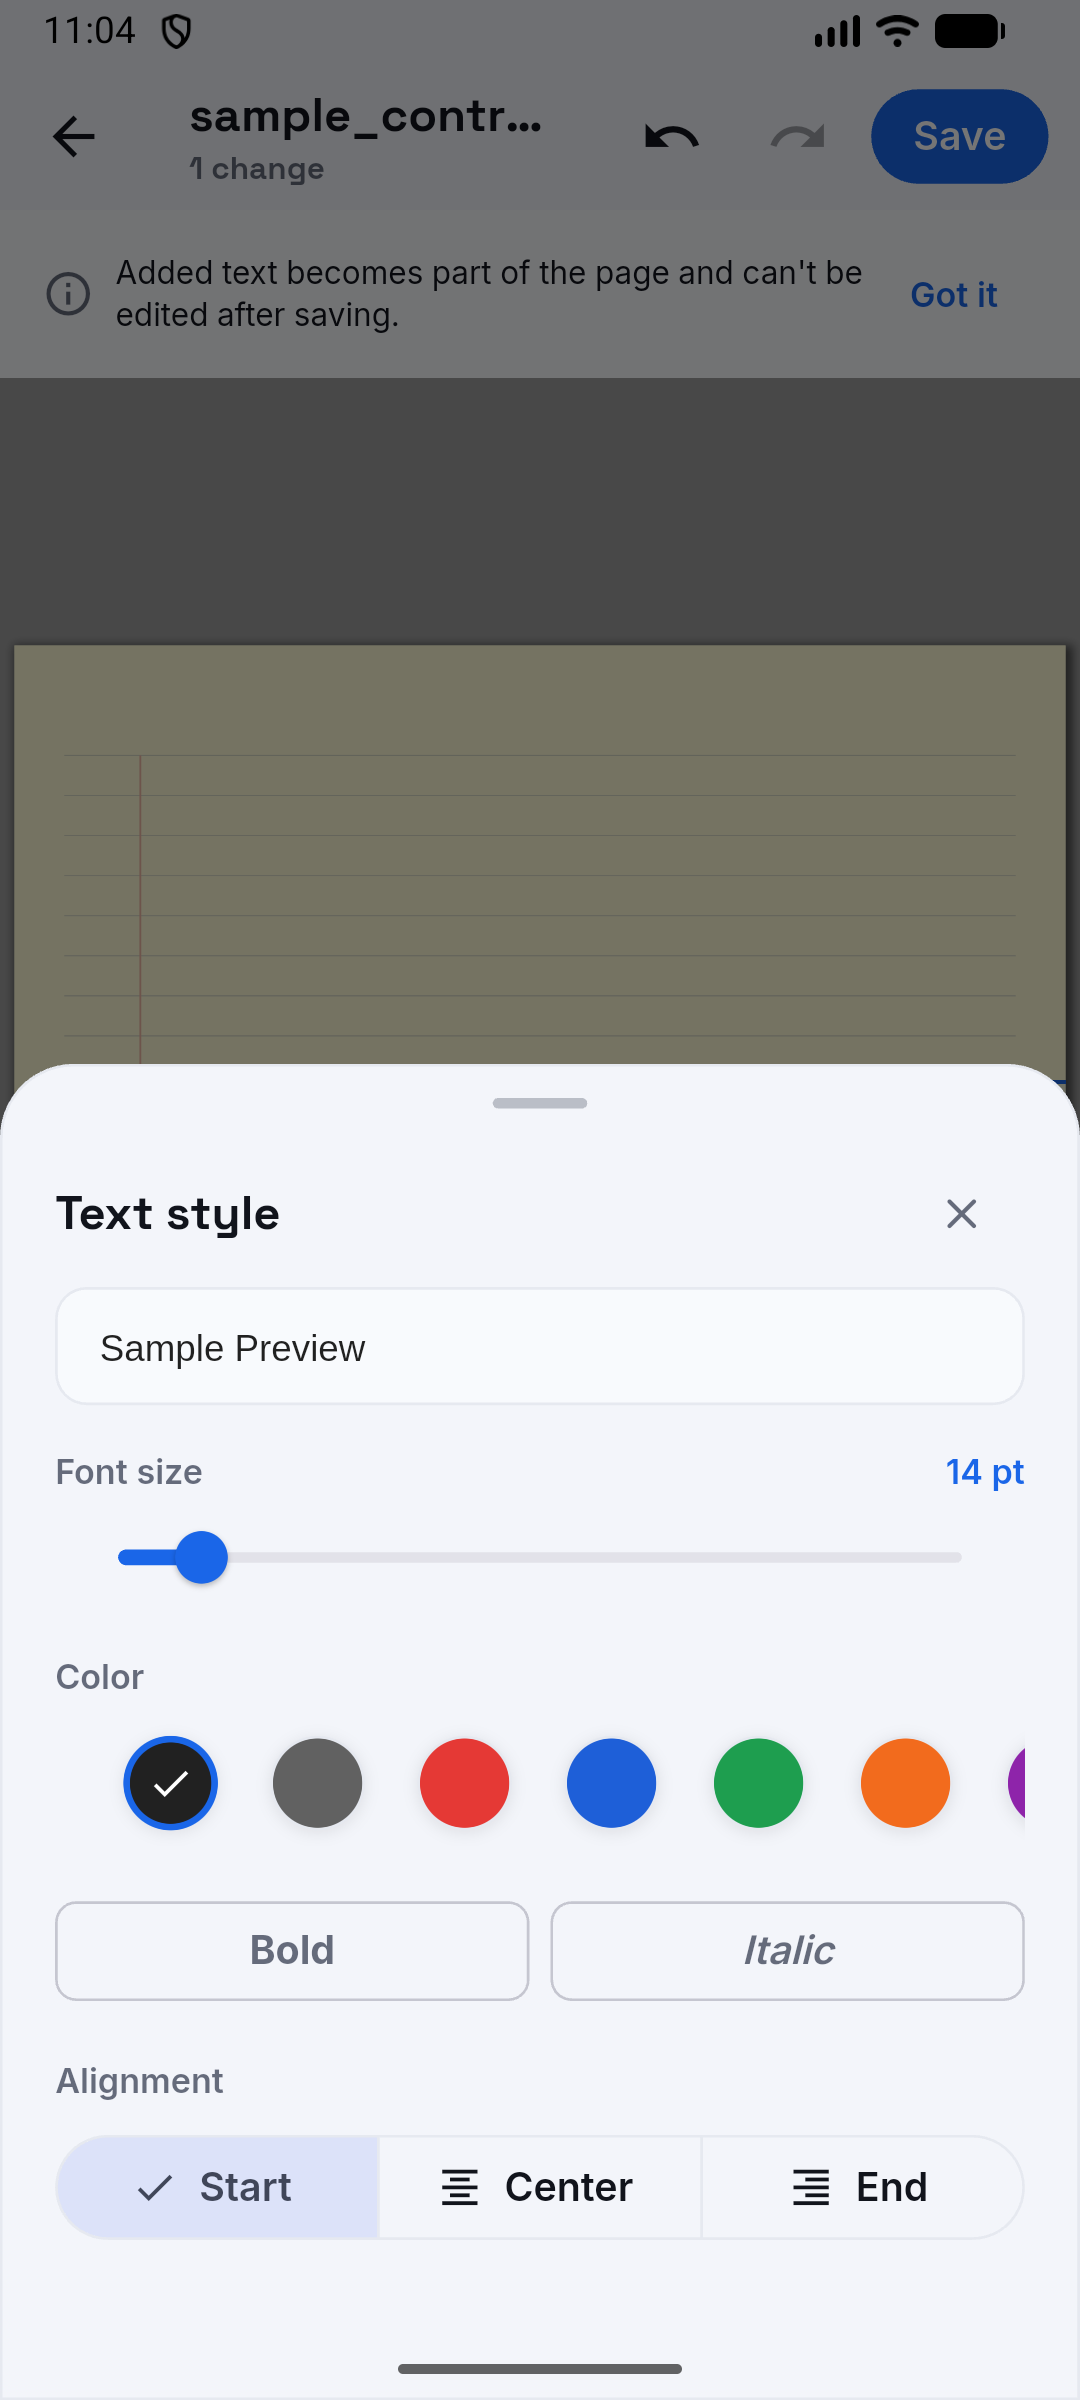 11:04
sample_contr...
1 change
Save
Added text becomes part of the page and can't be
edited after saving.
Got it
Text style
Sample Preview
Font size
14 pt
Color
Bold
Italic
Alignment
Start
Center
End